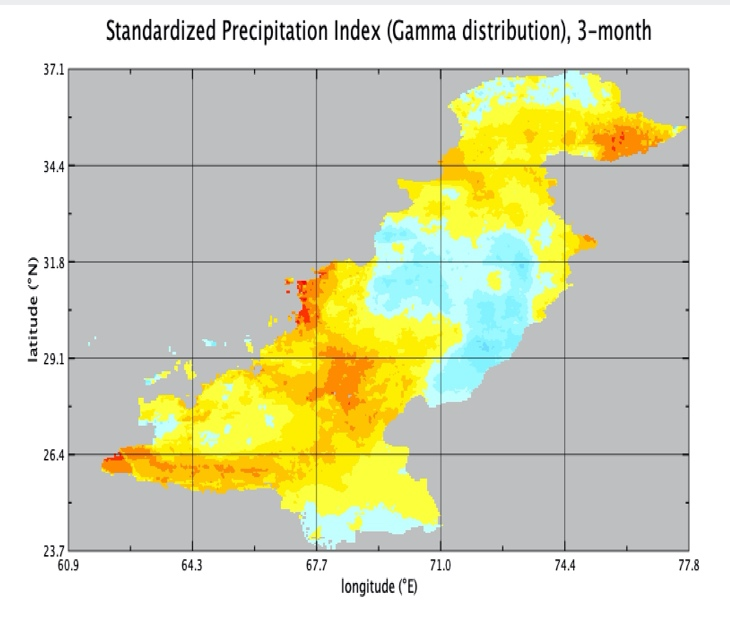 Standardized Precipitation Index (Gamma distribution), 3-month
37.1
34.4
31.8
29.1
26.4
23.7
latitude (°N)
60.9 64.3 67.7 71.0 74.4 77.8
longitude (°E)